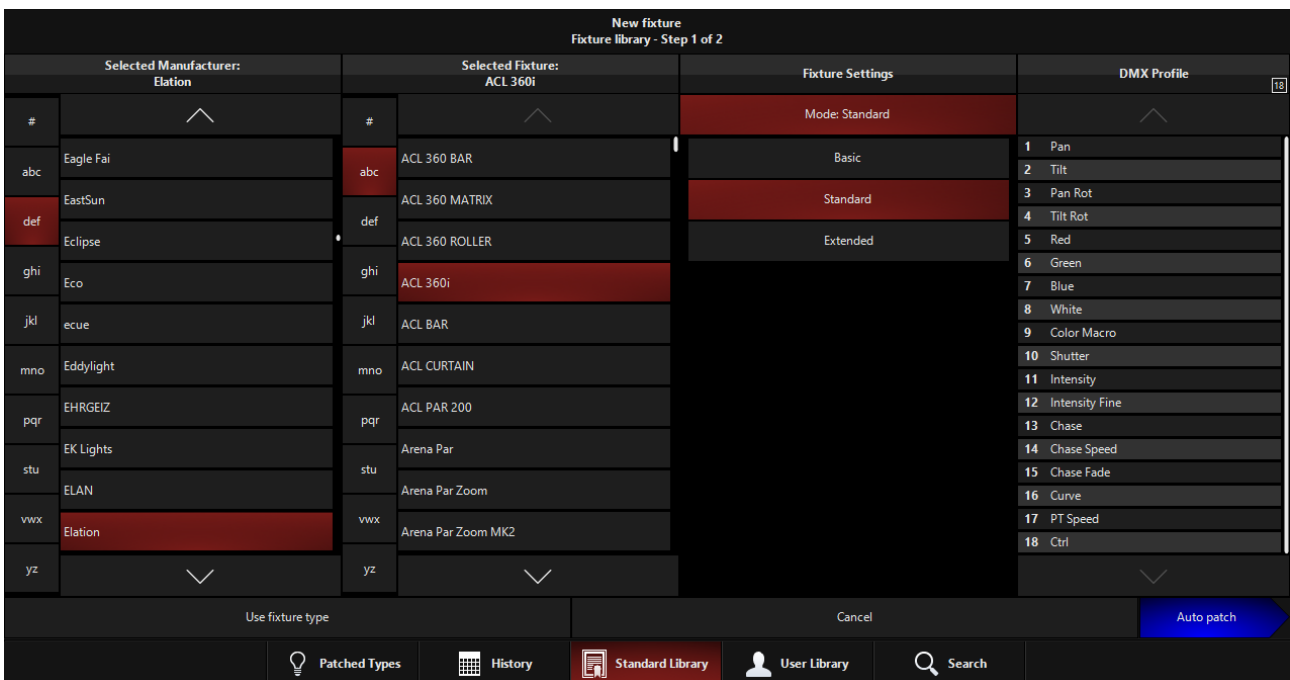 New fixture
Fixture library - Step 1 of 2
Selected Manufacturer:
Elation
Selected Fixture:
ACL 360i
Fixture Settings
DMX Profile
18
#
abc
def
ghi
jkl
mno
pqr
stu
vwx
yz
Eagle Fai
EastSun
Eclipse
Eco
ecue
Eddylight
EHRGEIZ
EK Lights
ELAN
Elation
#
abc
def
ghi
jkl
mno
pqr
stu
vwx
yz
ACL 360 BAR
ACL 360 MATRIX
ACL 360 ROLLER
ACL 360i
ACL BAR
ACL CURTAIN
ACL PAR 200
Arena Par
Arena Par Zoom
Arena Par Zoom MK2
Mode: Standard
Basic
Standard
Extended
1 Pan
2 Tilt
3 Pan Rot
4 Tilt Rot
5 Red
6 Green
7 Blue
8 White
9 Color Macro
10 Shutter
11 Intensity
12 Intensity Fine
13 Chase
14 Chase Speed
15 Chase Fade
16 Curve
17 PT Speed
18 Ctrl
Use fixture type
Cancel
Auto patch
Patched Types
History
Standard Library
User Library
Search